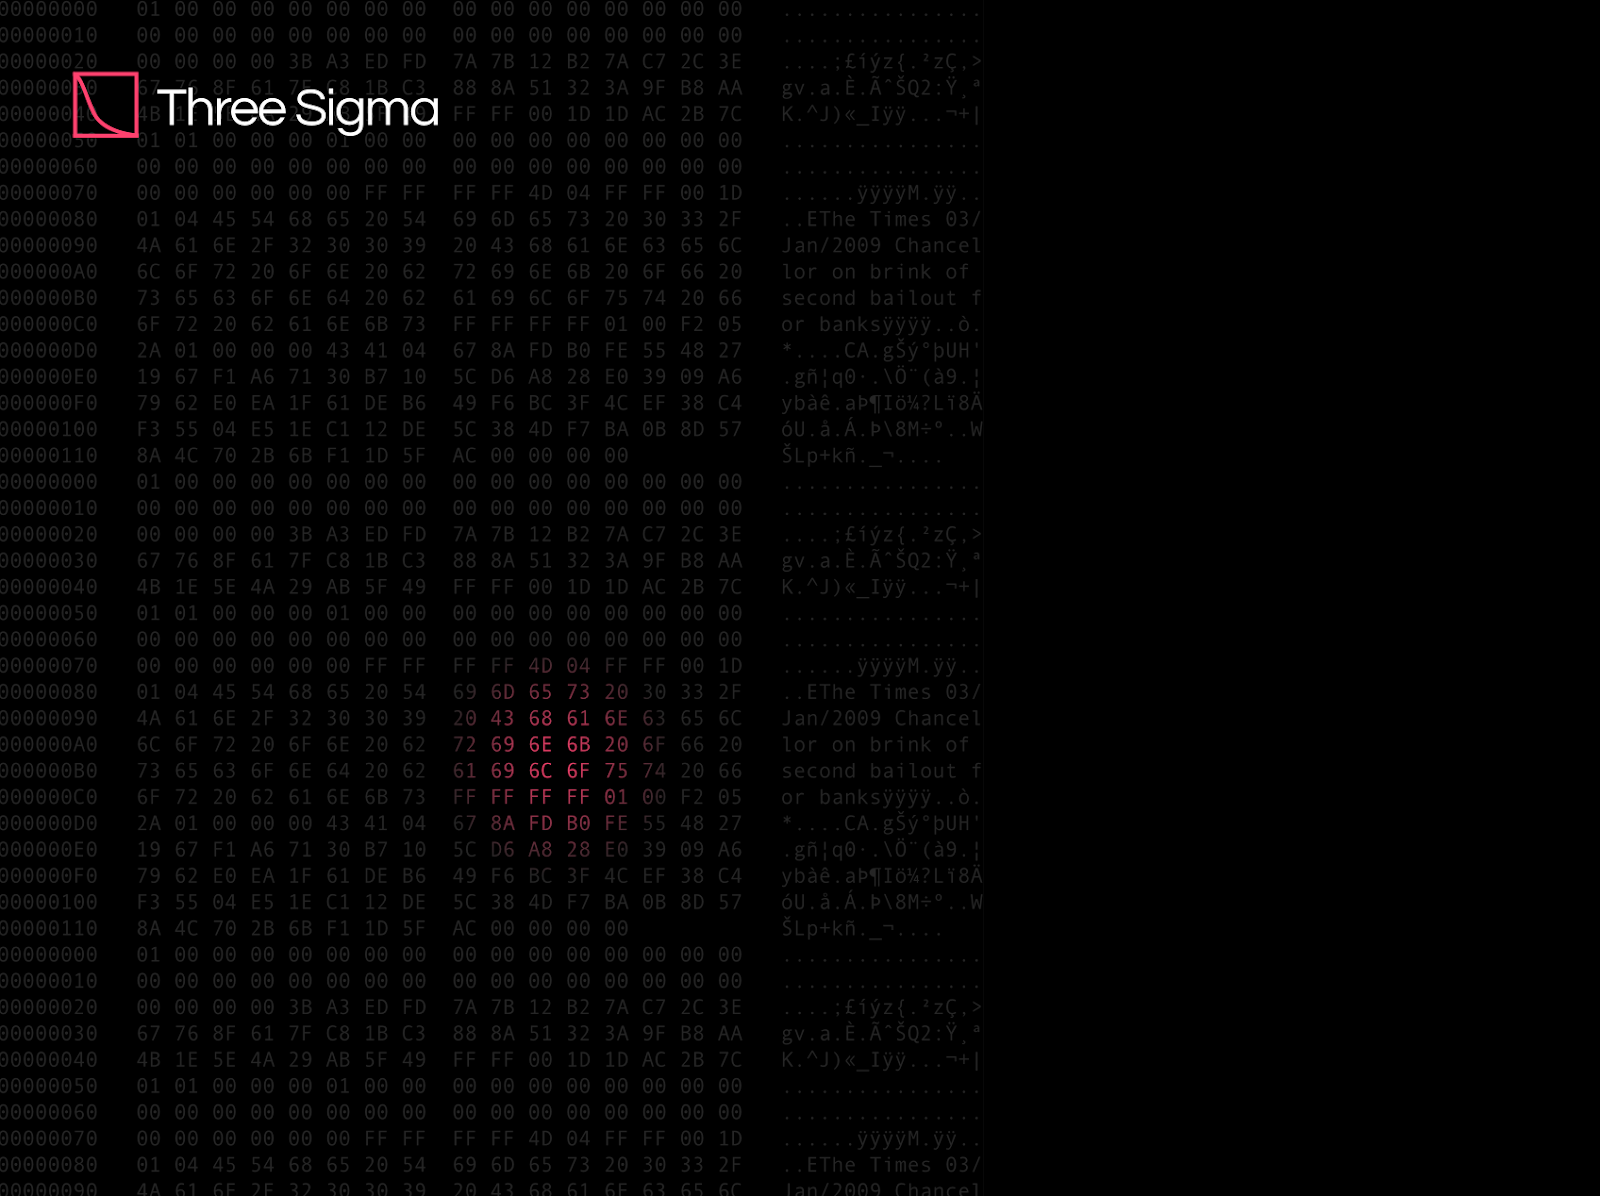 00000000 01 00 00 00 00 00 00 00 00 00 00 00 00 00 00 00 ................
00000010 00 00 00 00 00 00 00 00 00 00 00 00 00 00 00 00 ................
00000020 00 00 00 00 3B A3 ED FD 7A 7B 12 B2 7A C7 2C 3E ....;£íýz{.²zÇ,>
88 8A 51 32 3A 9F B8 AA gv.a.È.ÃˆŠQ2:Ÿ¸ª
Three Sigma
FF FF 00 1D 1D AC 2B 7C K.^J)«_Iÿÿ...¬+|
00000050 01 01 00 00 00 01 00 00 00 00 00 00 00 00 00 00 ................
00000060 00 00 00 00 00 00 00 00 00 00 00 00 00 00 00 00 ................
00000070 00 00 00 00 00 00 FF FF FF FF 4D 04 FF FF 00 1D ......ÿÿÿÿM.ÿÿ..
00000080 01 04 45 54 68 65 20 54 69 6D 65 73 20 30 33 2F ..EThe Times 03/
00000090 4A 61 6E 2F 32 30 30 39 20 43 68 61 6E 63 65 6C Jan/2009 Chancel
000000A0 6C 6F 72 20 6F 6E 20 62 72 69 6E 6B 20 6F 66 20 lor on brink of
000000B0 73 65 63 6F 6E 64 20 62 61 69 6C 6F 75 74 20 66 second bailout f
000000C0 6F 72 20 62 61 6E 6B 73 FF FF FF FF 01 00 F2 05 or banksÿÿÿÿ..ò.
000000D0 2A 01 00 00 00 43 41 04 67 8A FD B0 FE 55 48 27 *....CA.gŠý°þUH'
000000E0 19 67 F1 A6 71 30 B7 10 5C D6 A8 28 E0 39 09 A6 .gñ¦q0·.\Ö¨(à9.¦
000000F0 79 62 E0 EA 1F 61 DE B6 49 F6 BC 3F 4C EF 38 C4 ybàê.aÞ¶Iö¼?Lï8Ä
00000100 F3 55 04 E5 1E C1 12 DE 5C 38 4D F7 BA 0B 8D 57 óU.å.Á.Þ\8M÷º..W
00000110 8A 4C 70 2B 6B F1 1D 5F AC 00 00 00 00 ŠLp+kñ._¬....
00000000 01 00 00 00 00 00 00 00 00 00 00 00 00 00 00 00 ................
00000010 00 00 00 00 00 00 00 00 00 00 00 00 00 00 00 00 ................
00000020 00 00 00 00 3B A3 ED FD 7A 7B 12 B2 7A C7 2C 3E ....;£íýz{.²zÇ,>
00000030 67 76 8F 61 7F C8 1B C3 88 8A 51 32 3A 9F B8 AA gv.a.È.ÃˆŠQ2:Ÿ¸ª
00000040 4B 1E 5E 4A 29 AB 5F 49 FF FF 00 1D 1D AC 2B 7C K.^J)«_Iÿÿ...¬+|
00000050 01 01 00 00 00 01 00 00 00 00 00 00 00 00 00 00 ................
00000060 00 00 00 00 00 00 00 00 00 00 00 00 00 00 00 00 ................
00000070 00 00 00 00 00 00 FF FF FF FF 4D 04 FF FF 00 1D ......ÿÿÿÿM.ÿÿ..
00000080 01 04 45 54 68 65 20 54 69 6D 65 73 20 30 33 2F ..EThe Times 03/
00000090 4A 61 6E 2F 32 30 30 39 20 43 68 61 6E 63 65 6C Jan/2009 Chancel
000000A0 6C 6F 72 20 6F 6E 20 62 72 69 6E 6B 20 6F 66 20 lor on brink of
000000B0 73 65 63 6F 6E 64 20 62 61 69 6C 6F 75 74 20 66 second bailout f
000000C0 6F 72 20 62 61 6E 6B 73 FF FF FF FF 01 00 F2 05 or banksÿÿÿÿ..ò.
000000D0 2A 01 00 00 00 43 41 04 67 8A FD B0 FE 55 48 27 *....CA.gŠý°þUH'
000000E0 19 67 F1 A6 71 30 B7 10 5C D6 A8 28 E0 39 09 A6 .gñ¦q0·.\Ö¨(à9.¦
000000F0 79 62 E0 EA 1F 61 DE B6 49 F6 BC 3F 4C EF 38 C4 ybàê.aÞ¶Iö¼?Lï8Ä
00000100 F3 55 04 E5 1E C1 12 DE 5C 38 4D F7 BA 0B 8D 57 óU.å.Á.Þ\8M÷º..W
00000110 8A 4C 70 2B 6B F1 1D 5F AC 00 00 00 00 ŠLp+kñ._¬....
00000000 01 00 00 00 00 00 00 00 00 00 00 00 00 00 00 00 ................
00000010 00 00 00 00 00 00 00 00 00 00 00 00 00 00 00 00 ................
00000020 00 00 00 00 3B A3 ED FD 7A 7B 12 B2 7A C7 2C 3E ....;£íýz{.²zÇ,>
00000030 67 76 8F 61 7F C8 1B C3 88 8A 51 32 3A 9F B8 AA gv.a.È.ÃˆŠQ2:Ÿ¸ª
00000040 4B 1E 5E 4A 29 AB 5F 49 FF FF 00 1D 1D AC 2B 7C K.^J)«_Iÿÿ...¬+|
00000050 01 01 00 00 00 01 00 00 00 00 00 00 00 00 00 00 ................
00000060 00 00 00 00 00 00 00 00 00 00 00 00 00 00 00 00 ................
00000070 00 00 00 00 00 00 FF FF FF FF 4D 04 FF FF 00 1D ......ÿÿÿÿM.ÿÿ..
00000080 01 04 45 54 68 65 20 54 69 6D 65 73 20 30 33 2F ..EThe Times 03/
00000090 4A 61 6E 2F 32 30 30 39 20 43 68 61 6E 63 65 6C Jan/2009 Chancel